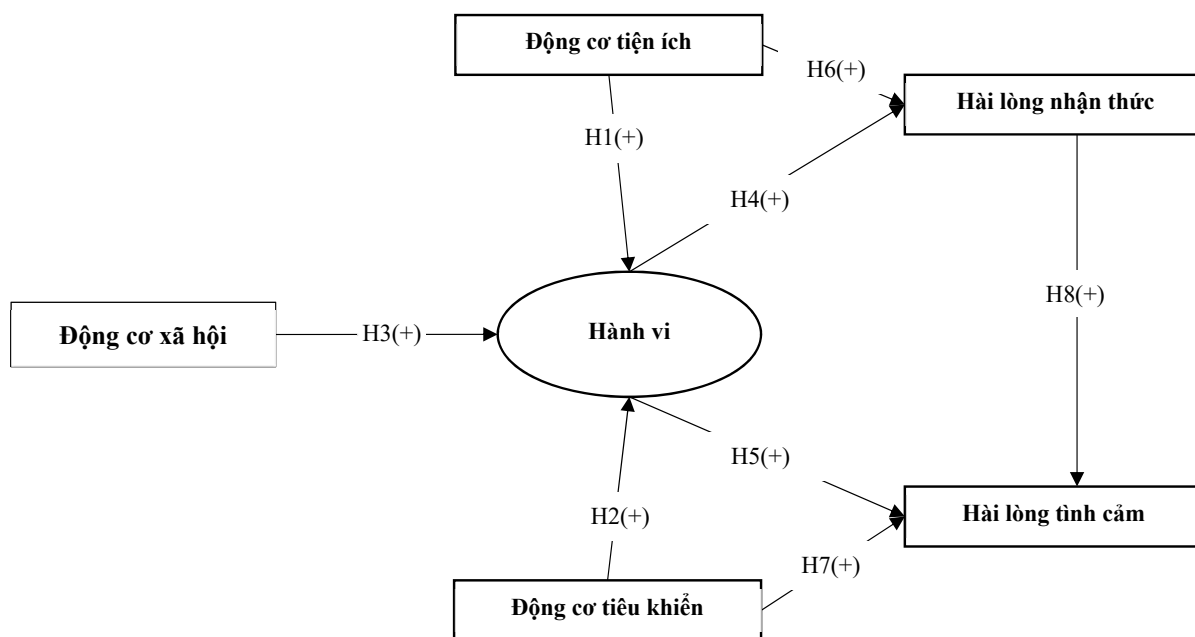 Động cơ tiện ích
H6(+)
Hài lòng nhận thức
H1(+)
H4(+)
H8(+)
Động cơ xã hội
H3(+)
Hành vi
H5(+)
Hài lòng tình cảm
H2(+)
H7(+)
Động cơ tiêu khiển